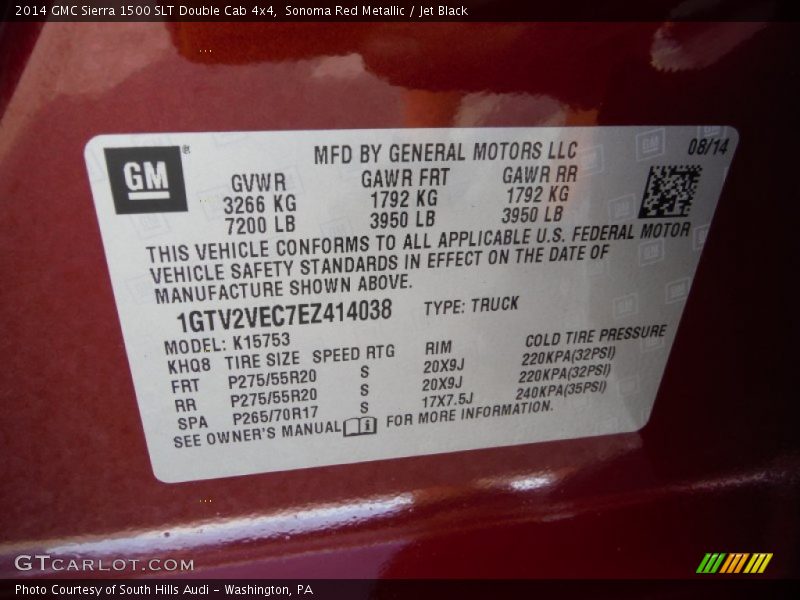 2014 GMC Sierra 1500 SLT Double Cab 4x4, Sonoma Red Metallic / Jet Black
GM®
MFD BY GENERAL MOTORS LLC 08/14
GVWR GAWR FRT GAWR RR
3266 KG 1792 KG 1792 KG
7200 LB 3950 LB 3950 LB
THIS VEHICLE CONFORMS TO ALL APPLICABLE U.S. FEDERAL MOTOR
VEHICLE SAFETY STANDARDS IN EFFECT ON THE DATE OF
MANUFACTURE SHOWN ABOVE.
1GTV2VEC7EZ414038 TYPE: TRUCK
MODEL: K15753
KHQ8 TIRE SIZE SPEED RTG RIM COLD TIRE PRESSURE
FRT P275/55R20 S 20X9J 220KPA(32PSI)
RR P275/55R20 S 20X9J 220KPA(32PSI)
SPA P265/70R17 S 17X7.5J 240KPA(35PSI)
SEE OWNER'S MANUAL i FOR MORE INFORMATION.
GTCARLOT.COM
Photo Courtesy of South Hills Audi - Washington, PA